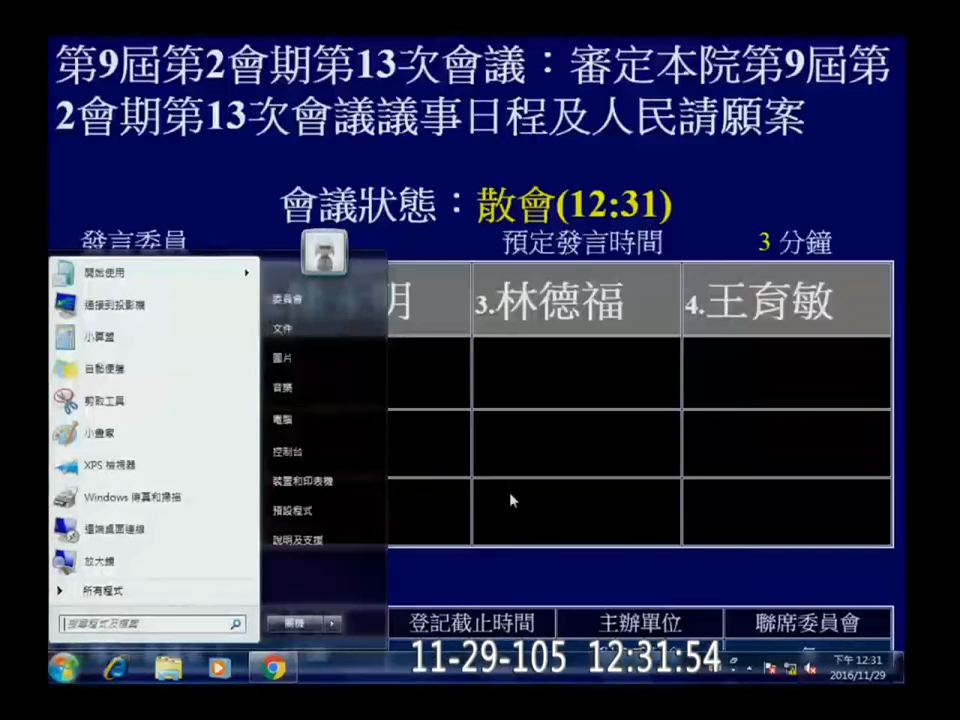 第9屆第2會期第13次會議：審定本院第9屆第
2會期第13次會議議事日程及人民請願案
會議狀態：散會(12:31)
發言委員
預定發言時間 3 分鐘
明
3.林德福
4.王育敏
開始使用
連接到投影機
小算盤
自黏便箋
剪取工具
小畫家
XPS 檢視器
Windows 傳真和掃描
遠端桌面連線
放大鏡
所有程式
搜尋程式及檔案
委員會
文件
圖片
音樂
電腦
控制台
裝置和印表機
預設程式
說明及支援
關機
登記截止時間
主辦單位
聯席委員會
11-29-105 12:31:54
下午 12:31
2016/11/29